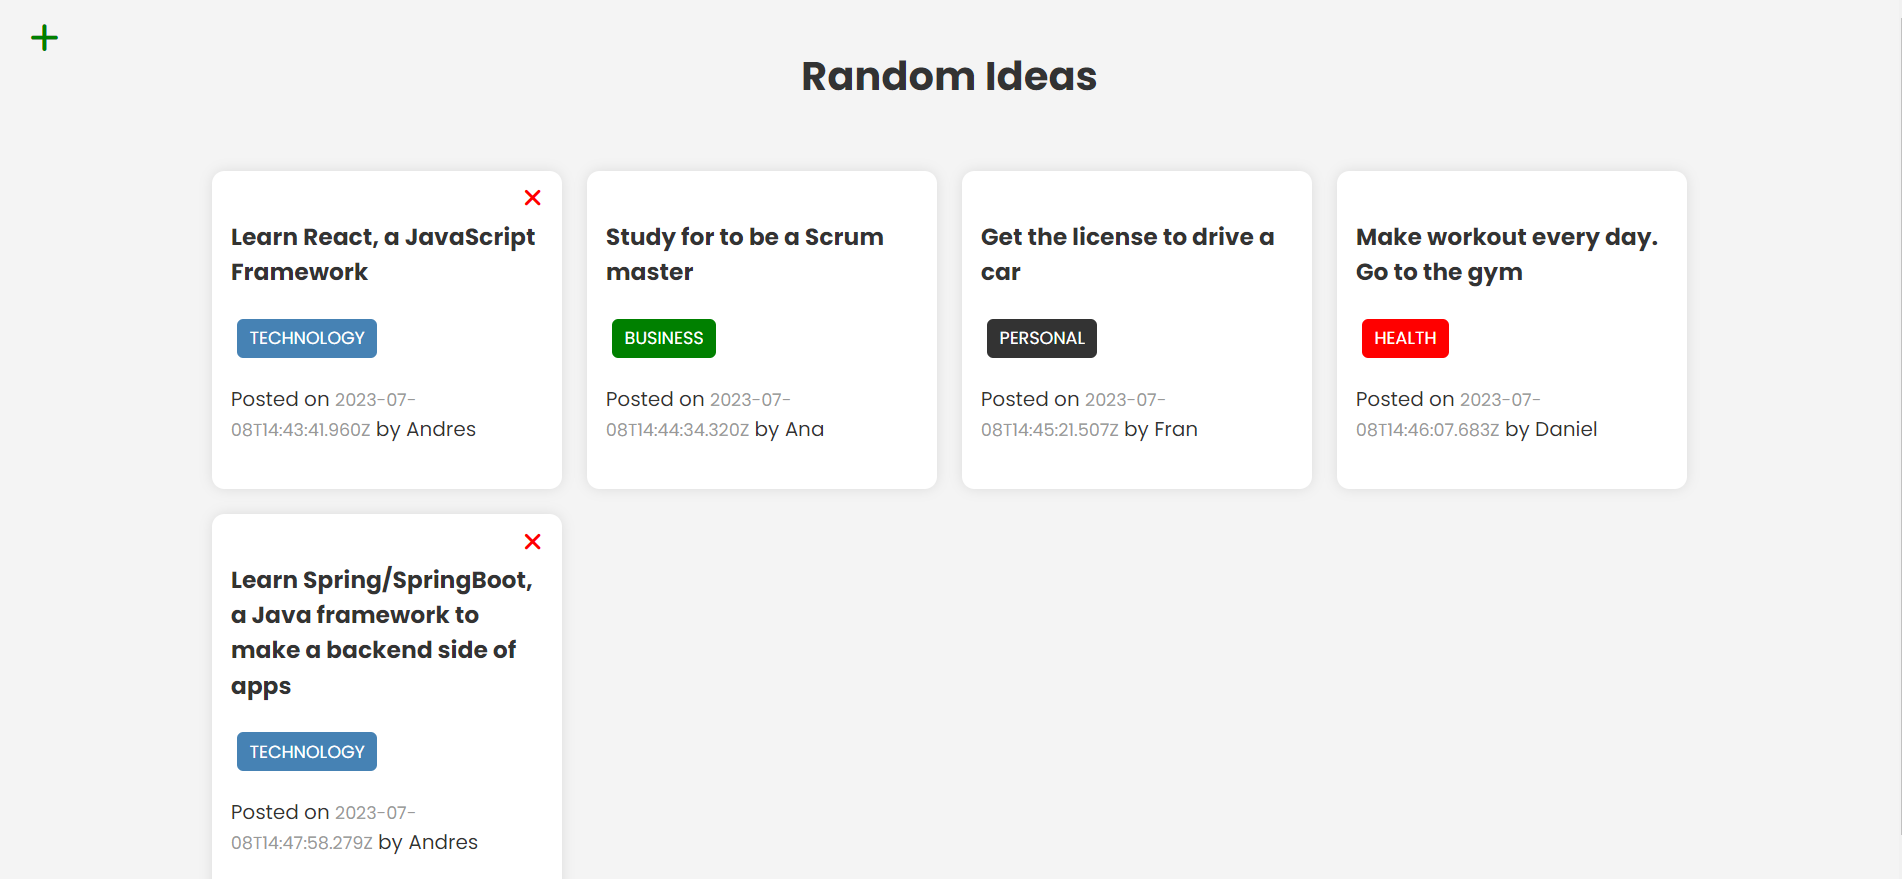 Random Ideas
Learn React, a JavaScript
Framework
TECHNOLOGY
Posted on 2023-07-
08T14:43:41.960Z by Andres
Study for to be a Scrum
master
BUSINESS
Posted on 2023-07-
08T14:44:34.320Z by Ana
Get the license to drive a
car
PERSONAL
Posted on 2023-07-
08T14:45:21.507Z by Fran
Make workout every day.
Go to the gym
HEALTH
Posted on 2023-07-
08T14:46:07.683Z by Daniel
Learn Spring/SpringBoot,
a Java framework to
make a backend side of
apps
TECHNOLOGY
Posted on 2023-07-
08T14:47:58.279Z by Andres